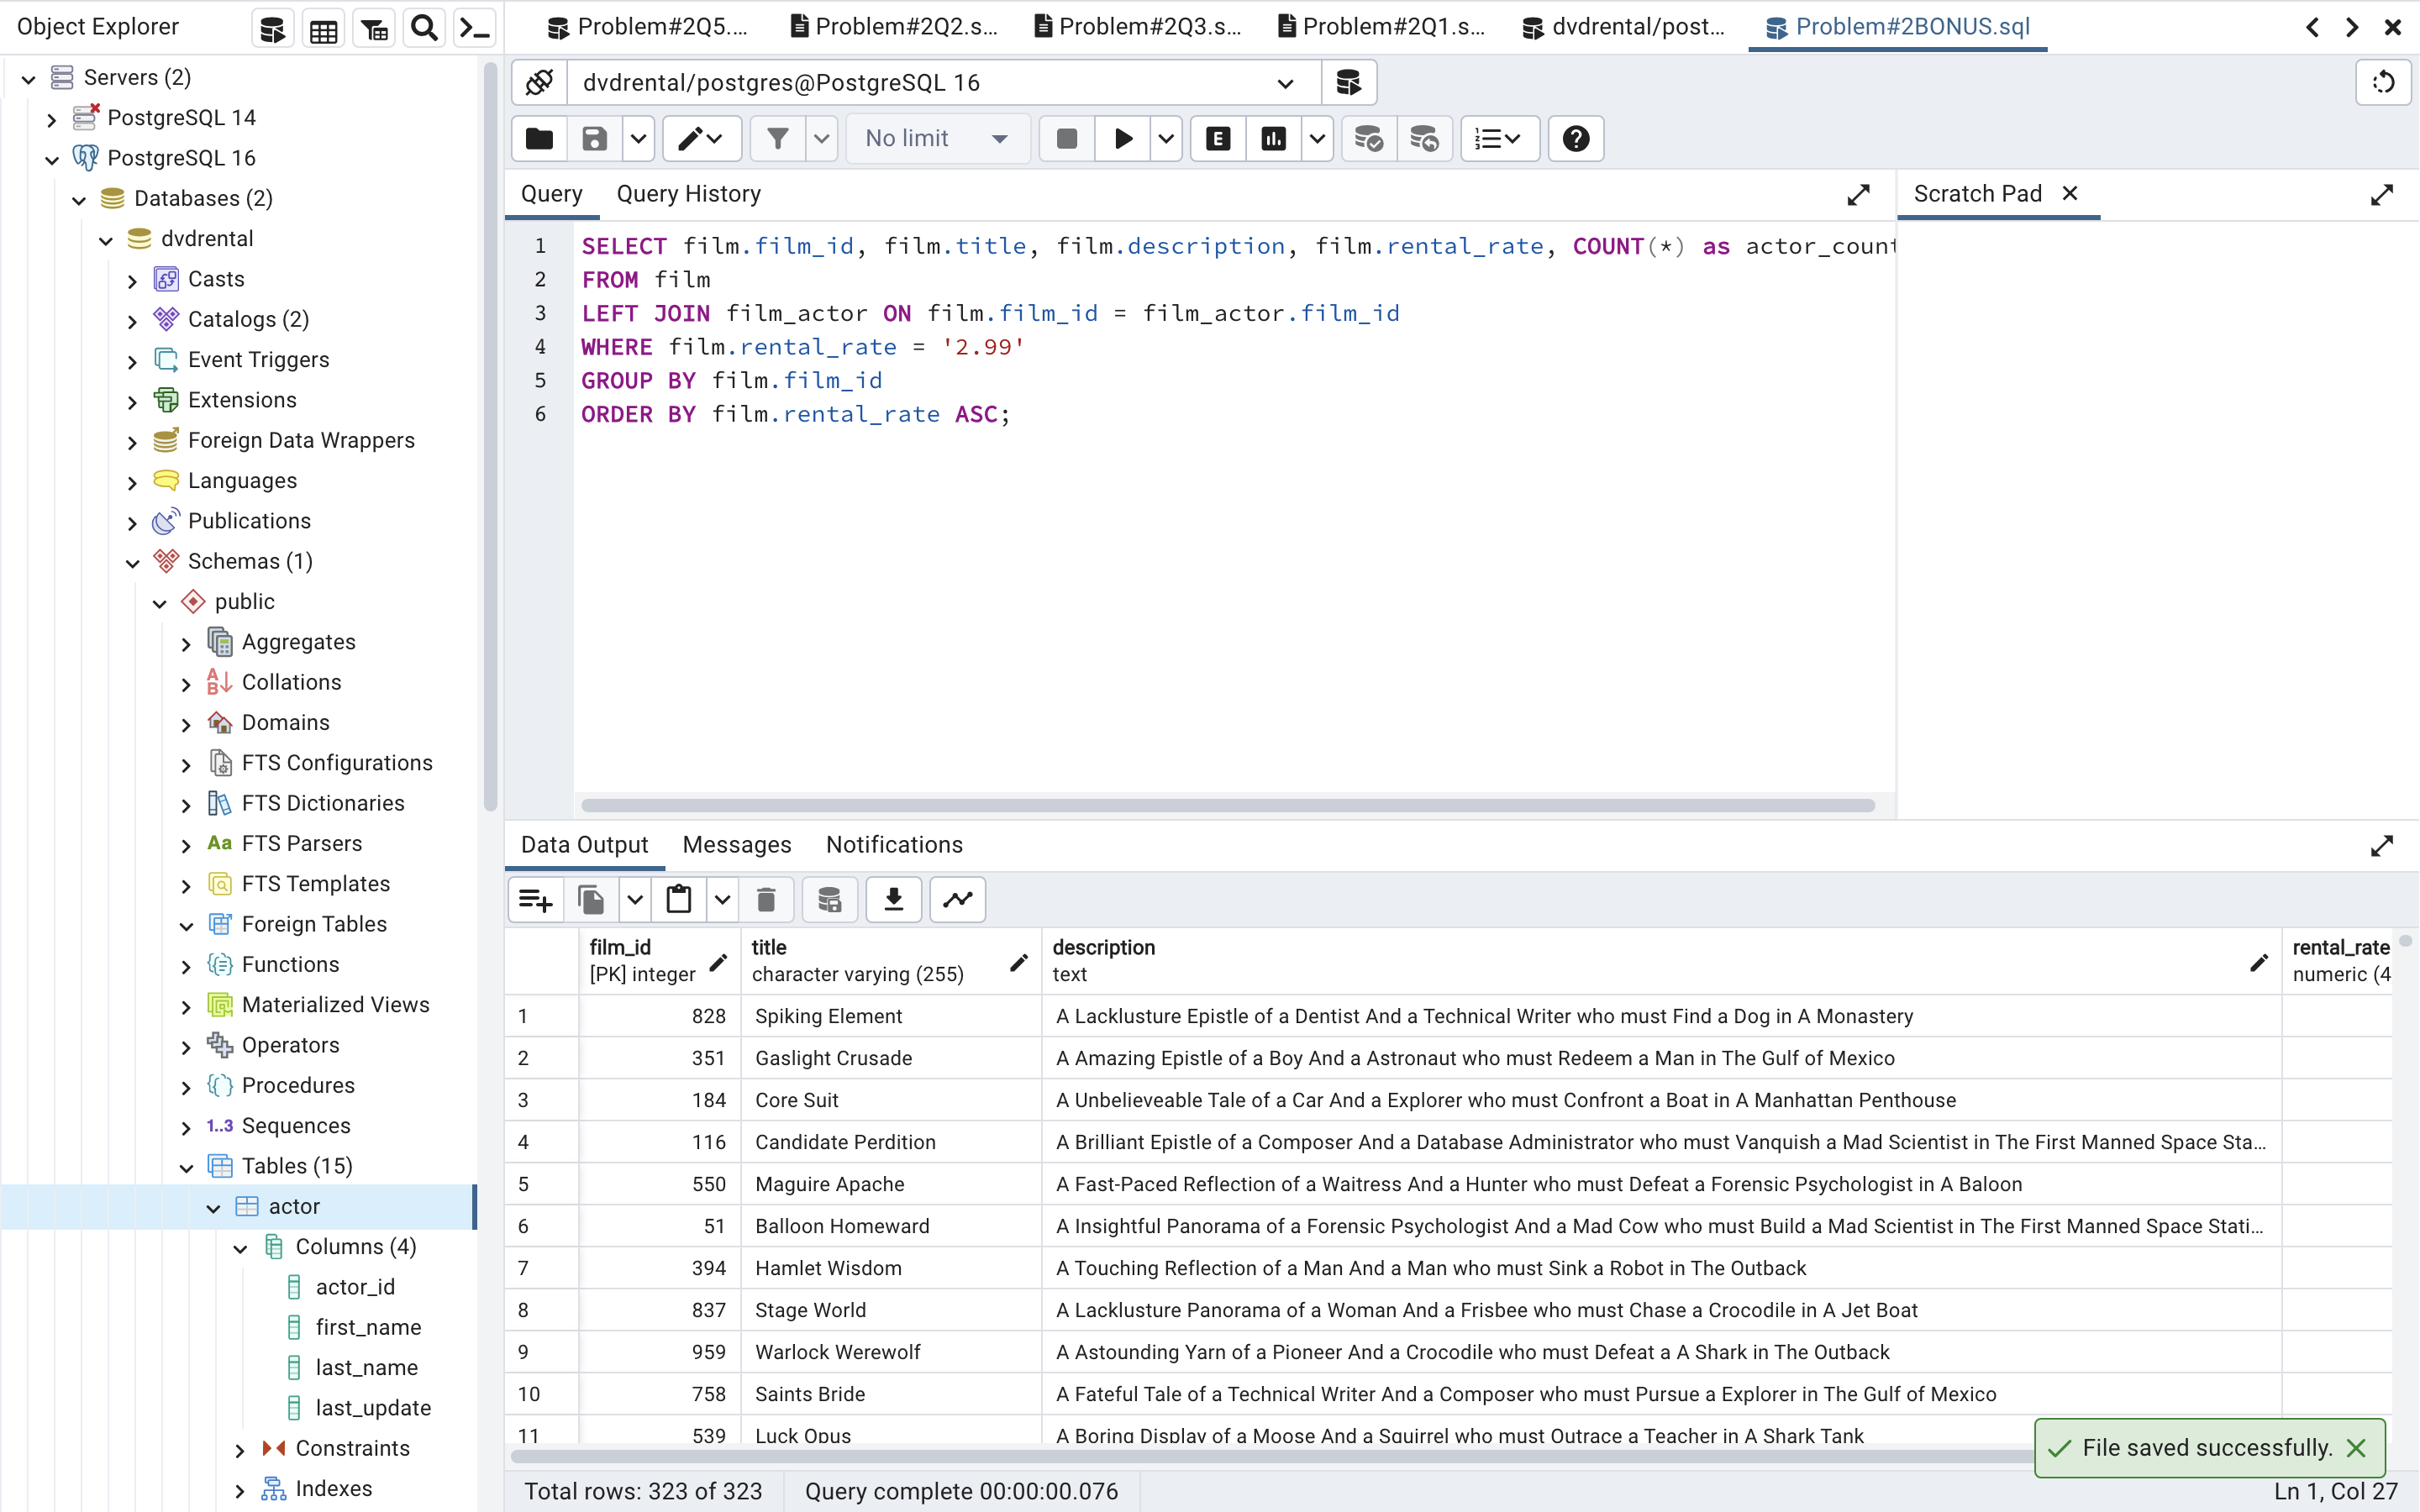 Object Explorer
Servers (2)
PostgreSQL 14
PostgreSQL 16
Databases (2)
dvdrental
Casts
Catalogs (2)
Event Triggers
Extensions
Foreign Data Wrappers
Languages
Publications
Schemas (1)
public
Aggregates
Collations
Domains
FTS Configurations
FTS Dictionaries
Aa FTS Parsers
FTS Templates
Foreign Tables
Functions
Materialized Views
Operators
Procedures
1..3 Sequences
Tables (15)
actor
Columns (4)
actor_id
first_name
last_name
last_update
Constraints
Indexes
Problem#2Q5.... Problem#2Q2.s... Problem#2Q3.s... Problem#2Q1.s... dvdrental/post... Problem#2BONUS.sql
dvdrental/postgres@PostgreSQL 16
No limit E
Query Query History Scratch Pad
1 SELECT film.film_id, film.title, film.description, film.rental_rate, COUNT(*) as actor_count
2 FROM film
3 LEFT JOIN film_actor ON film.film_id = film_actor.film_id
4 WHERE film.rental_rate = '2.99'
5 GROUP BY film.film_id
6 ORDER BY film.rental_rate ASC;
Data Output Messages Notifications
film_id title description rental_rate
[PK] integer character varying (255) text numeric (4
1 828 Spiking Element A Lacklusture Epistle of a Dentist And a Technical Writer who must Find a Dog in A Monastery
2 351 Gaslight Crusade A Amazing Epistle of a Boy And a Astronaut who must Redeem a Man in The Gulf of Mexico
3 184 Core Suit A Unbelieveable Tale of a Car And a Explorer who must Confront a Boat in A Manhattan Penthouse
4 116 Candidate Perdition A Brilliant Epistle of a Composer And a Database Administrator who must Vanquish a Mad Scientist in The First Manned Space Sta...
5 550 Maguire Apache A Fast-Paced Reflection of a Waitress And a Hunter who must Defeat a Forensic Psychologist in A Baloon
6 51 Balloon Homeward A Insightful Panorama of a Forensic Psychologist And a Mad Cow who must Build a Mad Scientist in The First Manned Space Stati...
7 394 Hamlet Wisdom A Touching Reflection of a Man And a Man who must Sink a Robot in The Outback
8 837 Stage World A Lacklusture Panorama of a Woman And a Frisbee who must Chase a Crocodile in A Jet Boat
9 959 Warlock Werewolf A Astounding Yarn of a Pioneer And a Crocodile who must Defeat a A Shark in The Outback
10 758 Saints Bride A Fateful Tale of a Technical Writer And a Composer who must Pursue a Explorer in The Gulf of Mexico
11 539 Luck Opus A Boring Display of a Moose And a Squirrel who must Outrace a Teacher in A Shark Tank
File saved successfully.
Total rows: 323 of 323 Query complete 00:00:00.076 Ln 1, Col 27